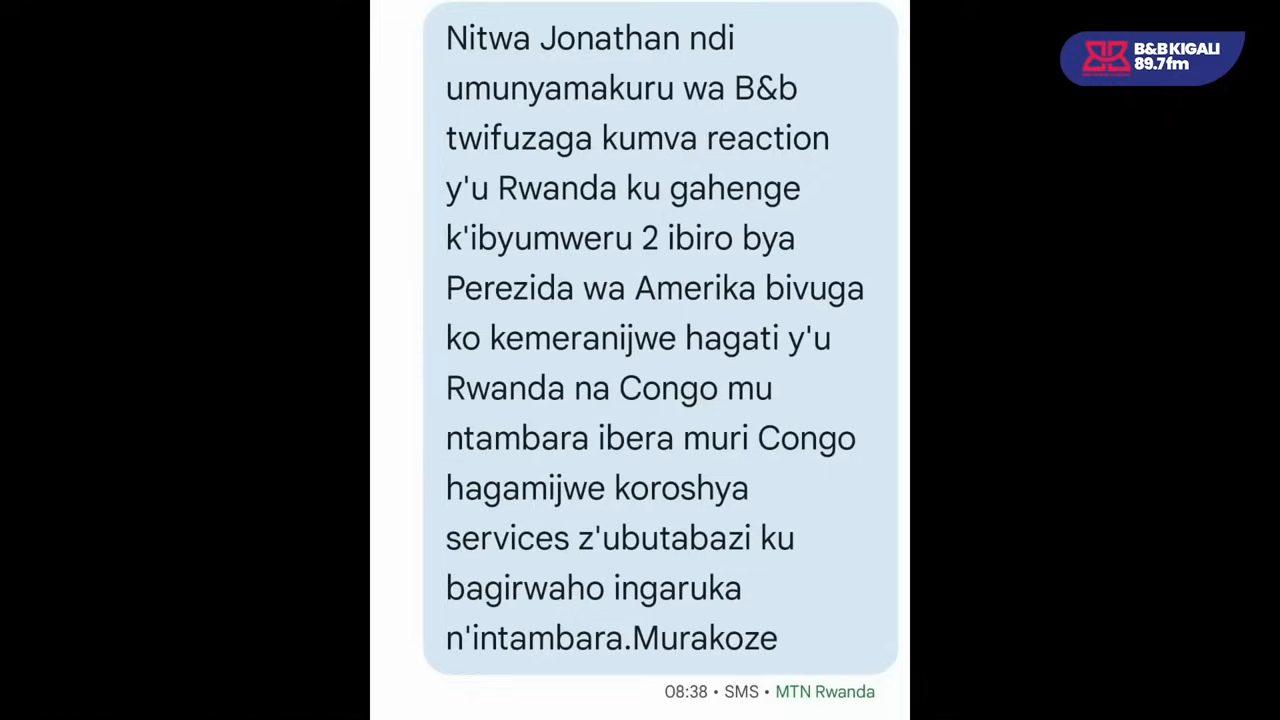 Nitwa Jonathan ndi
umunyamakuru wa B&b
twifuzaga kumva reaction
y'u Rwanda ku gahenge
k'ibyumweru 2 ibiro bya
Perezida wa Amerika bivuga
ko kemeranijwe hagati y'u
Rwanda na Congo mu
ntambara ibera muri Congo
hagamijwe koroshya
services z'ubutabazi ku
bagirwaho ingaruka
n'intambara.Murakoze
08:38 • SMS • MTN Rwanda
B&B KIGALI
89.7fm